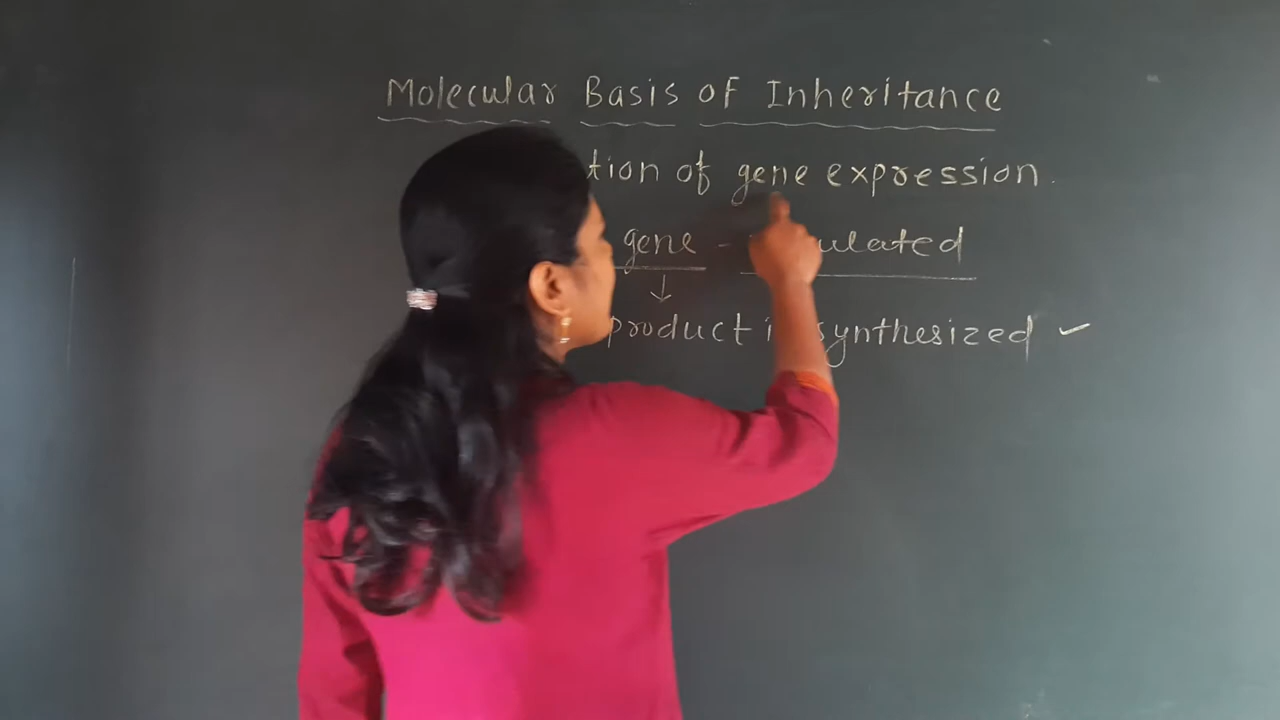 Molecular Basis of Inheritance
tion of gene expression.
gene - ulated
↓
product i synthesized ✓